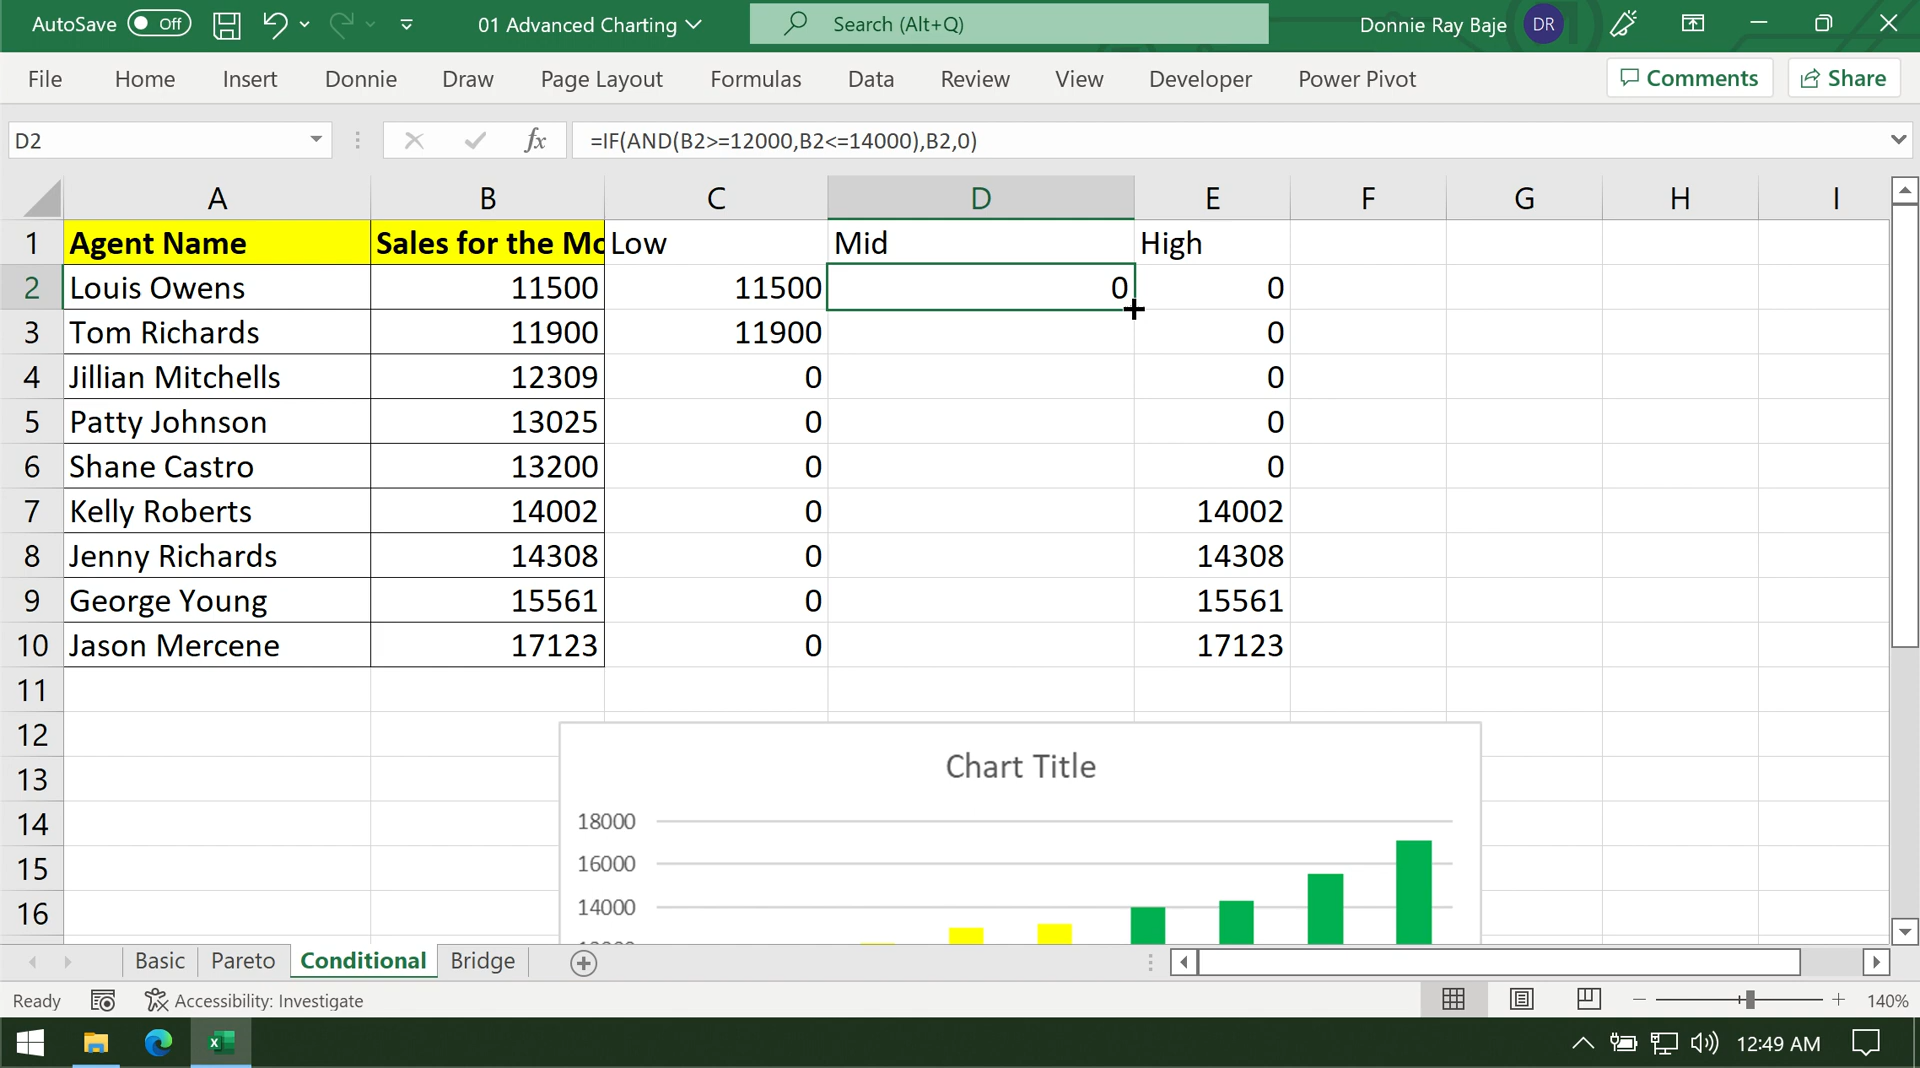 AutoSave Off 01 Advanced Charting Search (Alt+Q) Donnie Ray Baje DR
File Home Insert Donnie Draw Page Layout Formulas Data Review View Developer Power Pivot Comments Share
D2 fx =IF(AND(B2>=12000,B2<=14000),B2,0)
A B C D E F G H I
1 Agent Name Sales for the Mo Low Mid High
2 Louis Owens 11500 11500 0 0
3 Tom Richards 11900 11900 0
4 Jillian Mitchells 12309 0 0
5 Patty Johnson 13025 0 0
6 Shane Castro 13200 0 0
7 Kelly Roberts 14002 0 14002
8 Jenny Richards 14308 0 14308
9 George Young 15561 0 15561
10 Jason Mercene 17123 0 17123
11
12
Chart Title
13
14 18000
15 16000
16 14000
Basic Pareto Conditional Bridge
Ready Accessibility: Investigate 140%
12:49 AM